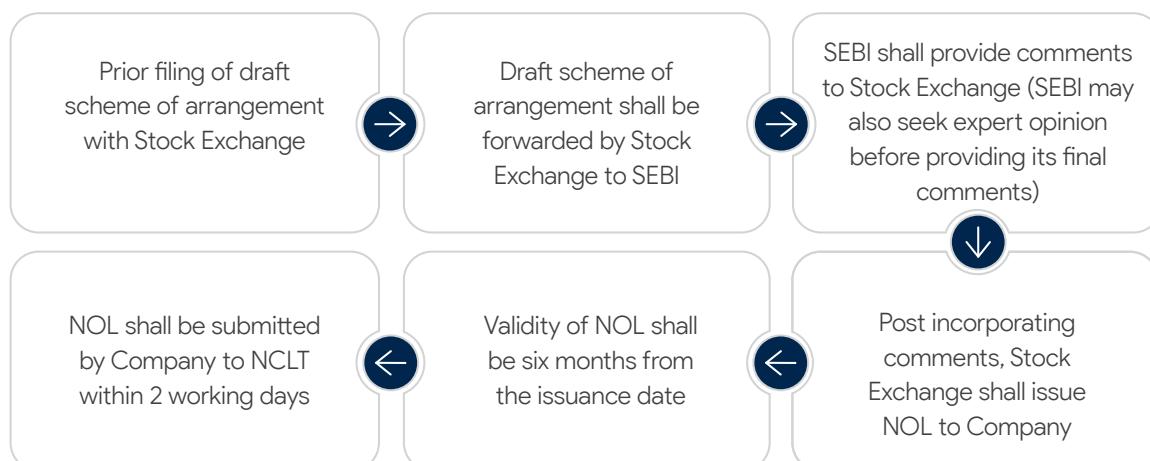 Prior filing of draft
scheme of arrangement
with Stock Exchange
Draft scheme of
arrangement shall be
forwarded by Stock
Exchange to SEBI
SEBI shall provide comments
to Stock Exchange (SEBI may
also seek expert opinion
before providing its final
comments)
Post incorporating
comments, Stock
Exchange shall issue
NOL to Company
Validity of NOL shall
be six months from
the issuance date
NOL shall be submitted
by Company to NCLT
within 2 working days